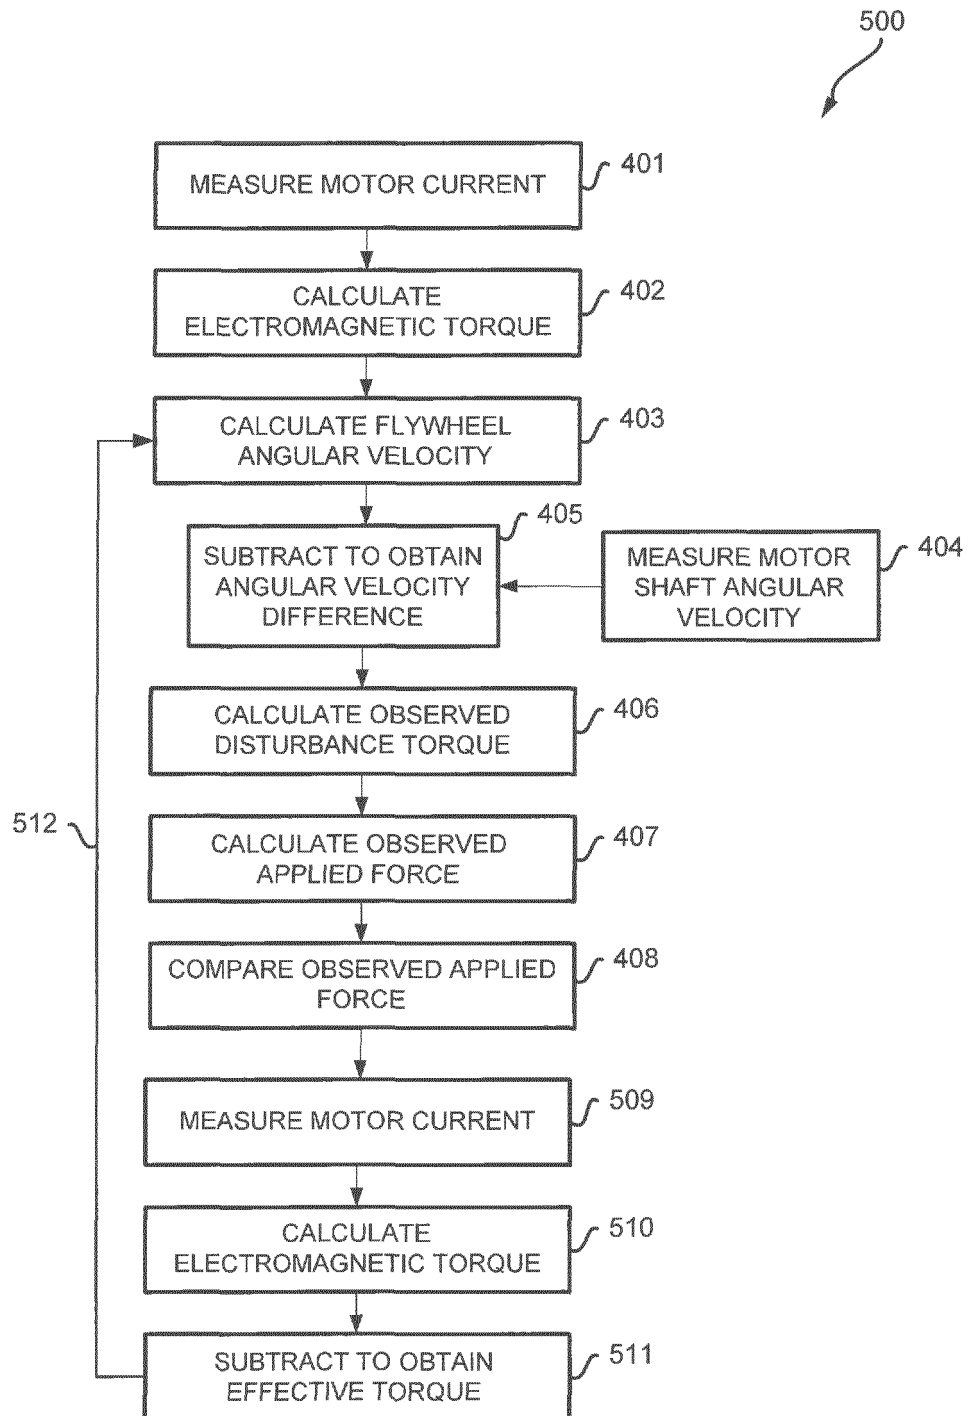 500
MEASURE MOTOR CURRENT
401
CALCULATE
ELECTROMAGNETIC TORQUE
402
CALCULATE FLYWHEEL
ANGULAR VELOCITY
403
SUBTRACT TO OBTAIN
ANGULAR VELOCITY
DIFFERENCE
405
MEASURE MOTOR
SHAFT ANGULAR
VELOCITY
404
CALCULATE OBSERVED
DISTURBANCE TORQUE
406
CALCULATE OBSERVED
APPLIED FORCE
407
512
COMPARE OBSERVED APPLIED
FORCE
408
MEASURE MOTOR CURRENT
509
CALCULATE
ELECTROMAGNETIC TORQUE
510
SUBTRACT TO OBTAIN
EFFECTIVE TORQUE
511